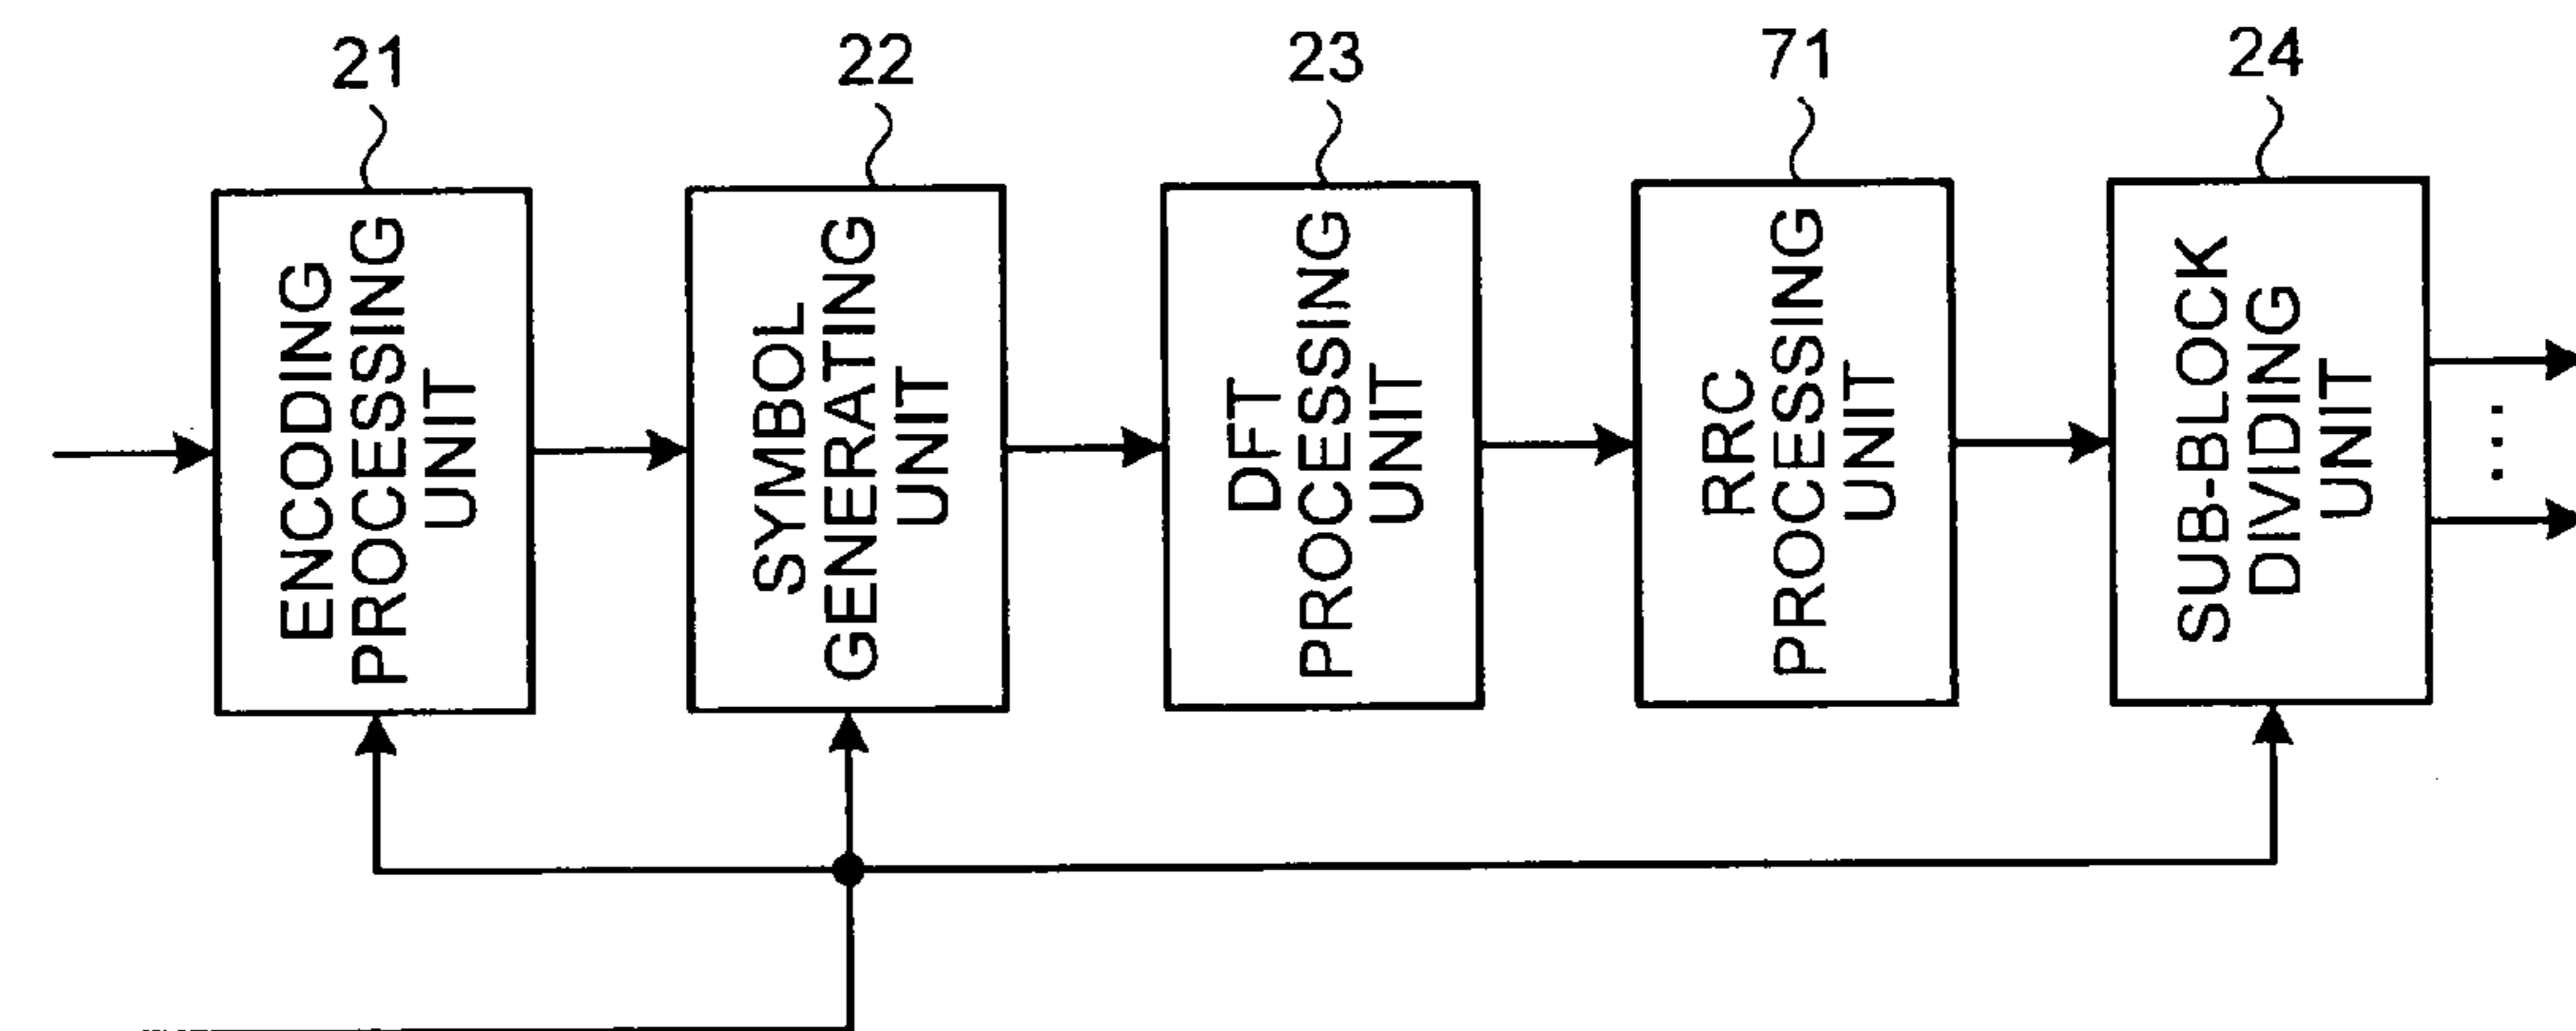 21
ENCODING
PROCESSING
UNIT
22
SYMBOL
GENERATING
UNIT
23
DFT
PROCESSING
UNIT
71
RRC
PROCESSING
UNIT
24
SUB-BLOCK
DIVIDING
UNIT